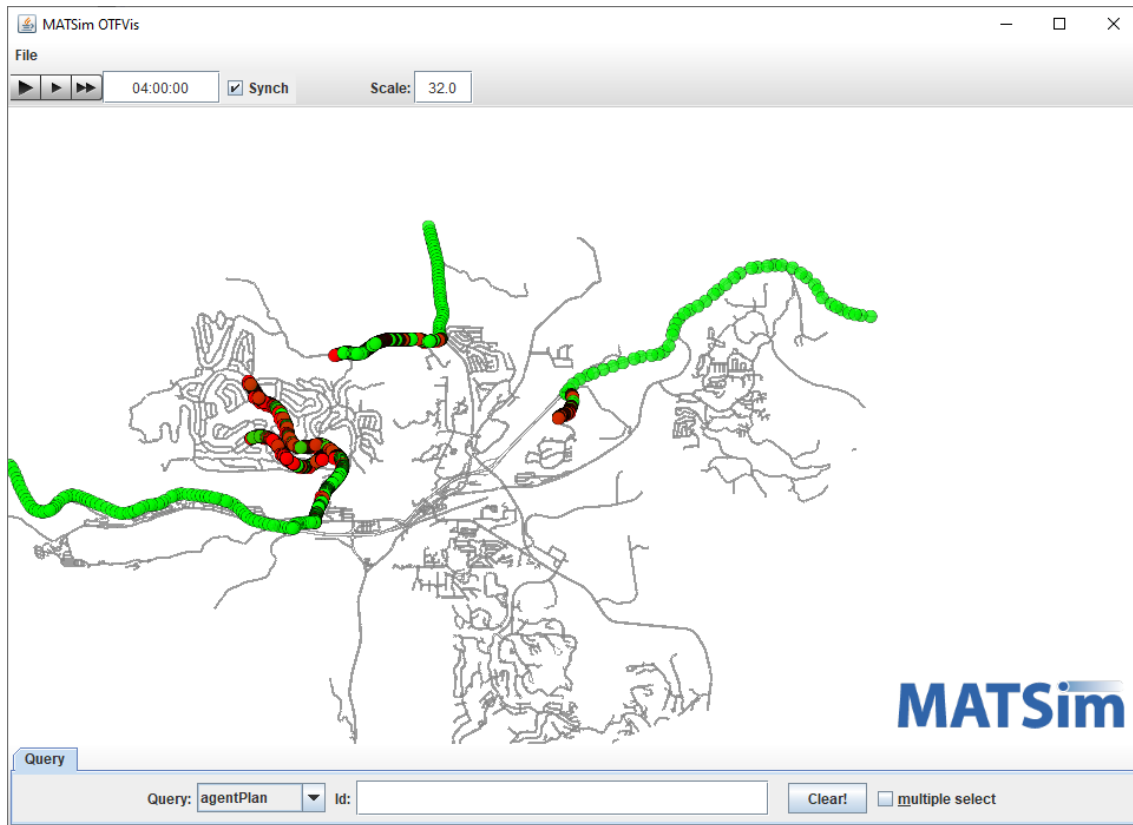 MATSim OTFVis
File
04:00:00 Synch Scale: 32.0
MATSim
Query
Query: agentPlan Id: Clear! multiple select